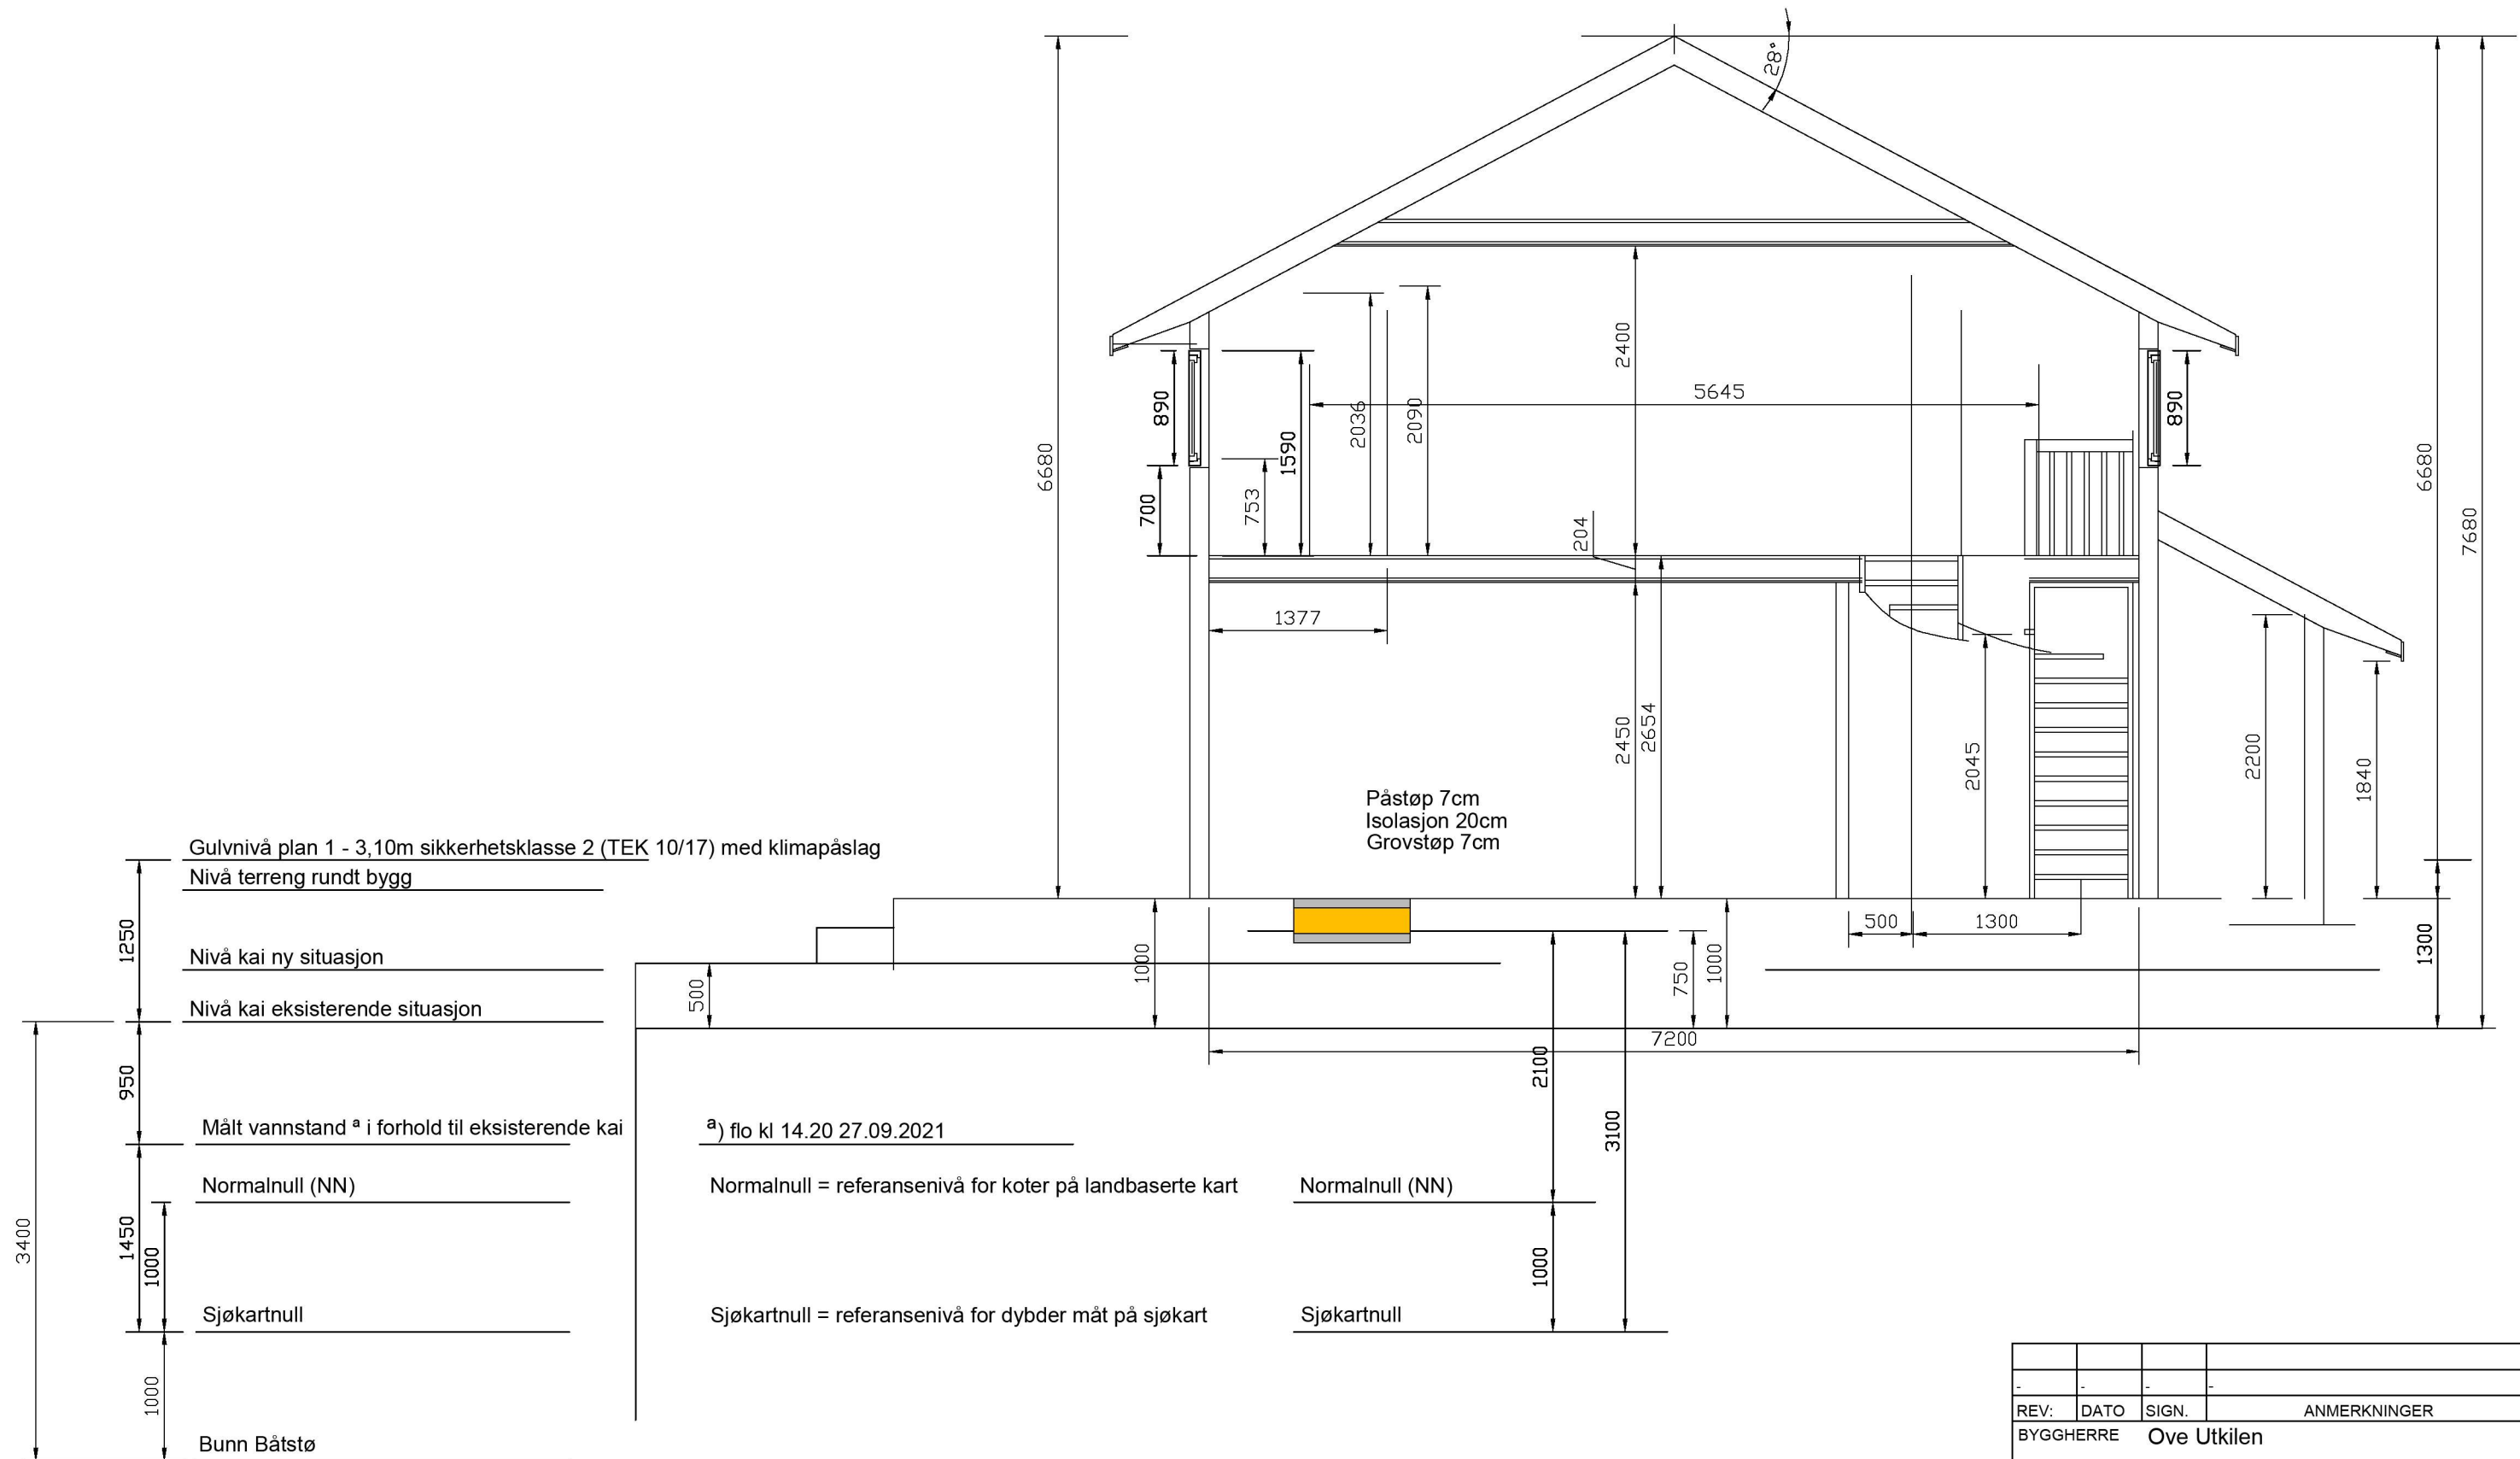 28°
6680
6680
7680
2400
5645
890
890
2036
2090
1590
753
700
204
1377
2450
2654
2045
2200
1840
Påstøp 7cm
Isolasjon 20cm
Grovstøp 7cm
Gulvnivå plan 1 - 3,10m sikkerhetsklasse 2 (TEK 10/17) med klimapåslag
Nivå terreng rundt bygg
1250
Nivå kai ny situasjon
Nivå kai eksisterende situasjon
500
1000
750
1000
500
1300
1300
7200
950
2100
3100
Målt vannstand ª i forhold til eksisterende kai
ª) flo kl 14.20 27.09.2021
Normalnull (NN)
Normalnull = referansenivå for koter på landbaserte kart
Normalnull (NN)
3400
1450
1000
1000
Sjøkartnull
Sjøkartnull = referansenivå for dybder måt på sjøkart
Sjøkartnull
1000
Bunn Båtstø
- - - -
REV: DATO SIGN. ANMERKNINGER
BYGGHERRE Ove Utkilen